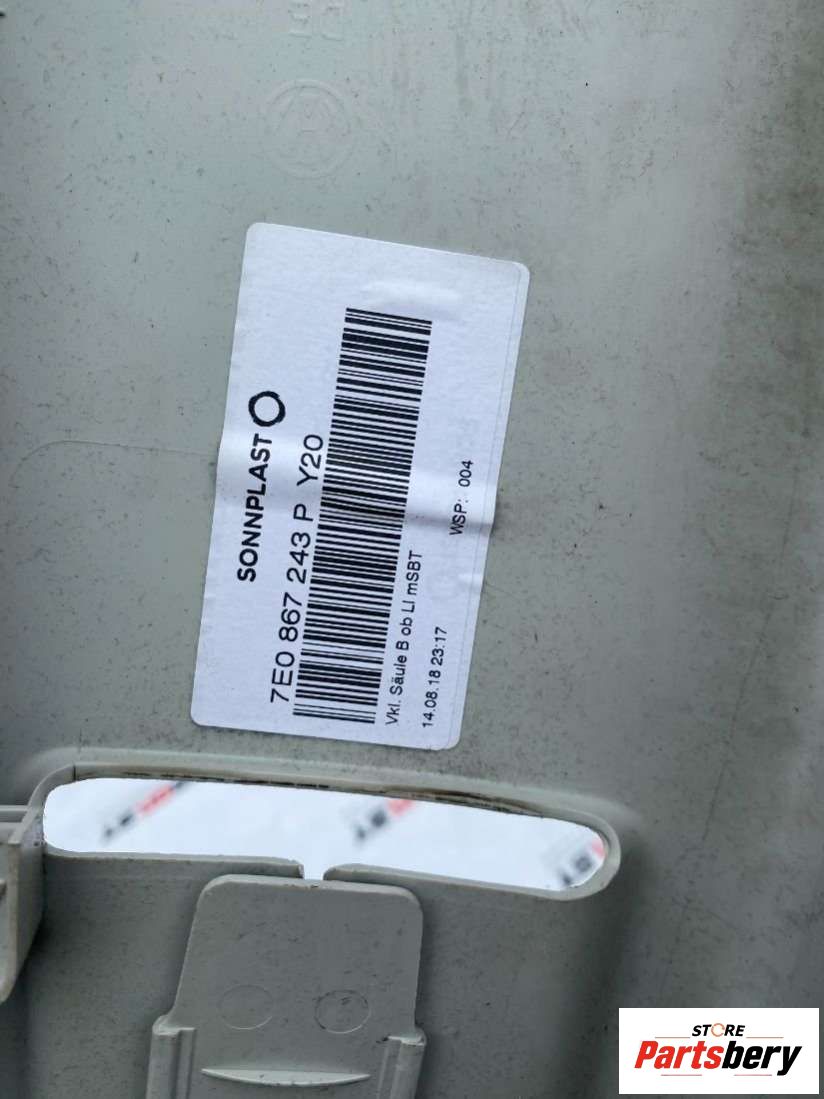 SONNPLAST
7E0 867 243 P Y20
Vkl. Säule B ob LI mSBT
14.08.18 23:17
WSP: 004
STORE
Partsbery